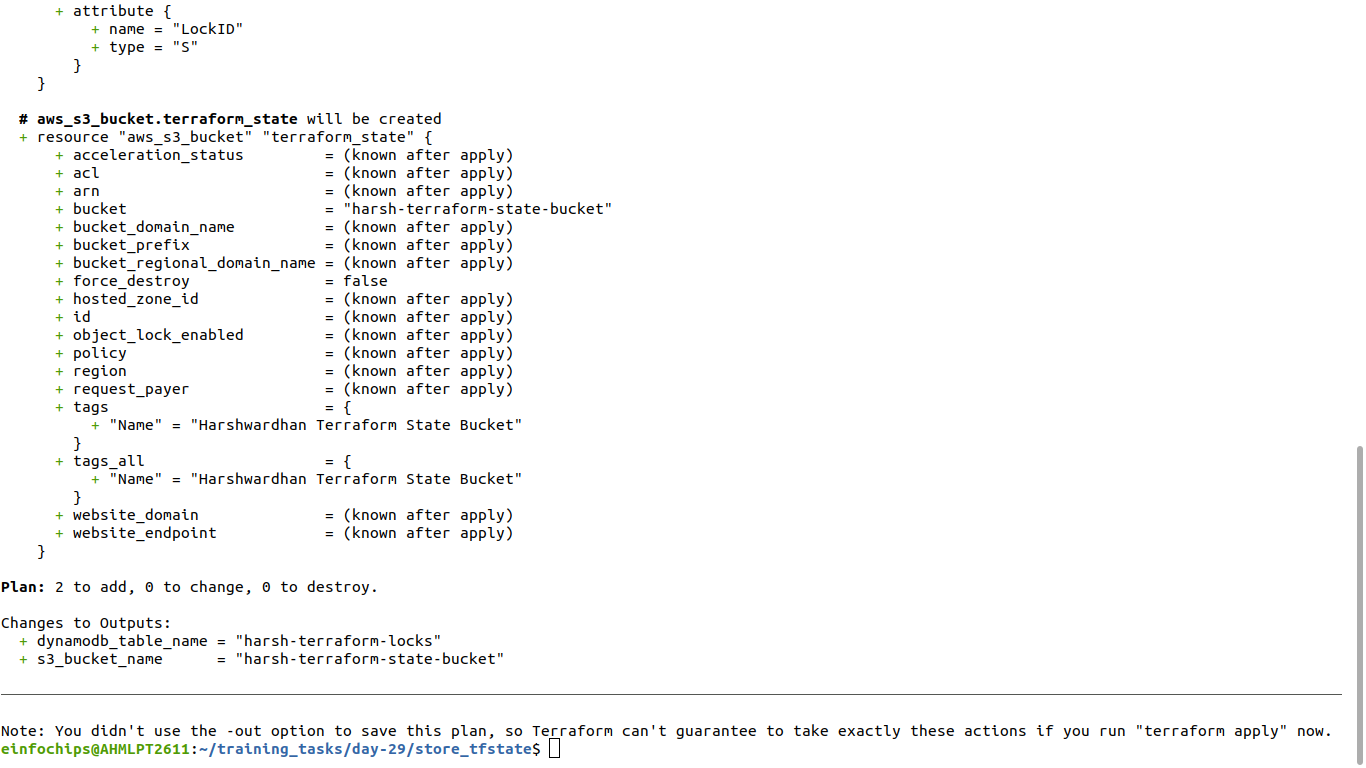 + attribute {
+ name = "LockID"
+ type = "S"
}
}
# aws_s3_bucket.terraform_state will be created
+ resource "aws_s3_bucket" "terraform_state" {
+ acceleration_status = (known after apply)
+ acl = (known after apply)
+ arn = (known after apply)
+ bucket = "harsh-terraform-state-bucket"
+ bucket_domain_name = (known after apply)
+ bucket_prefix = (known after apply)
+ bucket_regional_domain_name = (known after apply)
+ force_destroy = false
+ hosted_zone_id = (known after apply)
+ id = (known after apply)
+ object_lock_enabled = (known after apply)
+ policy = (known after apply)
+ region = (known after apply)
+ request_payer = (known after apply)
+ tags = {
+ "Name" = "Harshwardhan Terraform State Bucket"
}
+ tags_all = {
+ "Name" = "Harshwardhan Terraform State Bucket"
}
+ website_domain = (known after apply)
+ website_endpoint = (known after apply)
}
Plan: 2 to add, 0 to change, 0 to destroy.
Changes to Outputs:
+ dynamodb_table_name = "harsh-terraform-locks"
+ s3_bucket_name = "harsh-terraform-state-bucket"
Note: You didn't use the -out option to save this plan, so Terraform can't guarantee to take exactly these actions if you run "terraform apply" now.
einfochips@AHMLPT2611:~/training_tasks/day-29/store_tfstate$